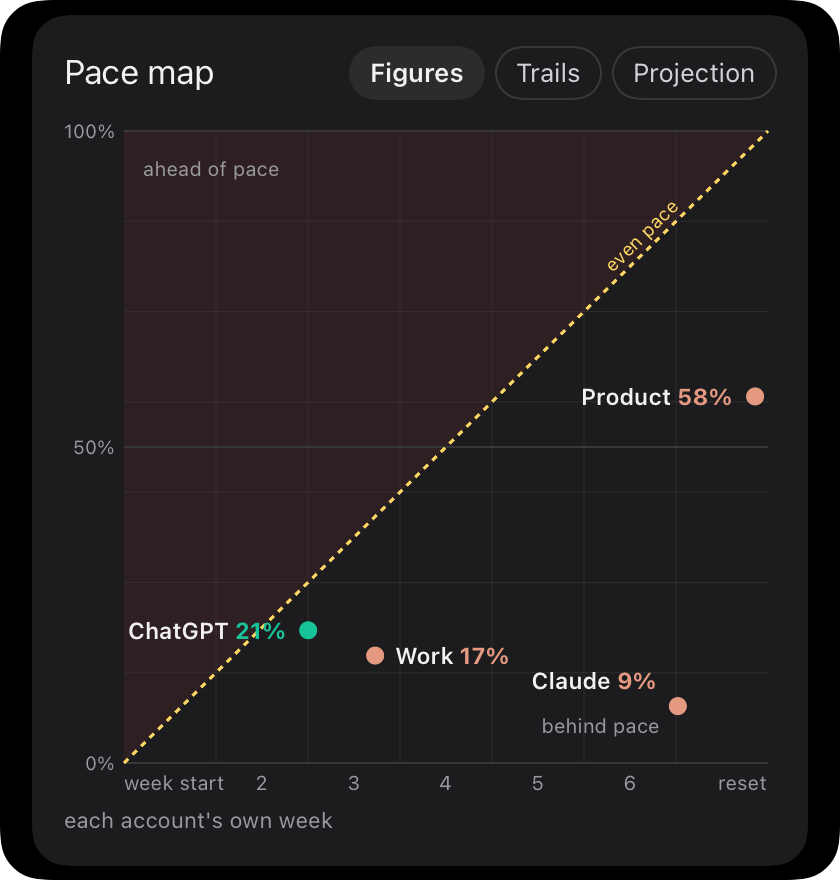 Pace map
Figures
Trails
Projection
100%
ahead of pace
even pace
Product 58%
50%
ChatGPT 21%
Work 17%
Claude 9%
behind pace
0%
week start 2 3 4 5 6 reset
each account's own week